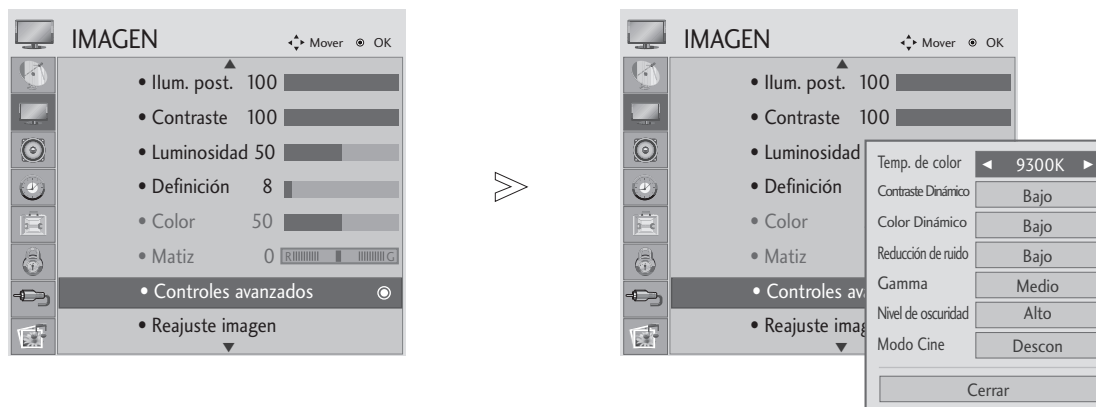 IMAGEN Mover OK
• Ilum. post. 100
• Contraste 100
• Luminosidad 50
• Definición 8
• Color 50
• Matiz 0 R G
• Controles avanzados
• Reajuste imagen
IMAGEN Mover OK
• Ilum. post. 100
• Contraste 100
• Luminosidad
• Definición
• Color
• Matiz
• Controles av
• Reajuste imag
Temp. de color 9300K
Contraste Dinámico Bajo
Color Dinámico Bajo
Reducción de ruido Bajo
Gamma Medio
Nivel de oscuridad Alto
Modo Cine Descon
Cerrar